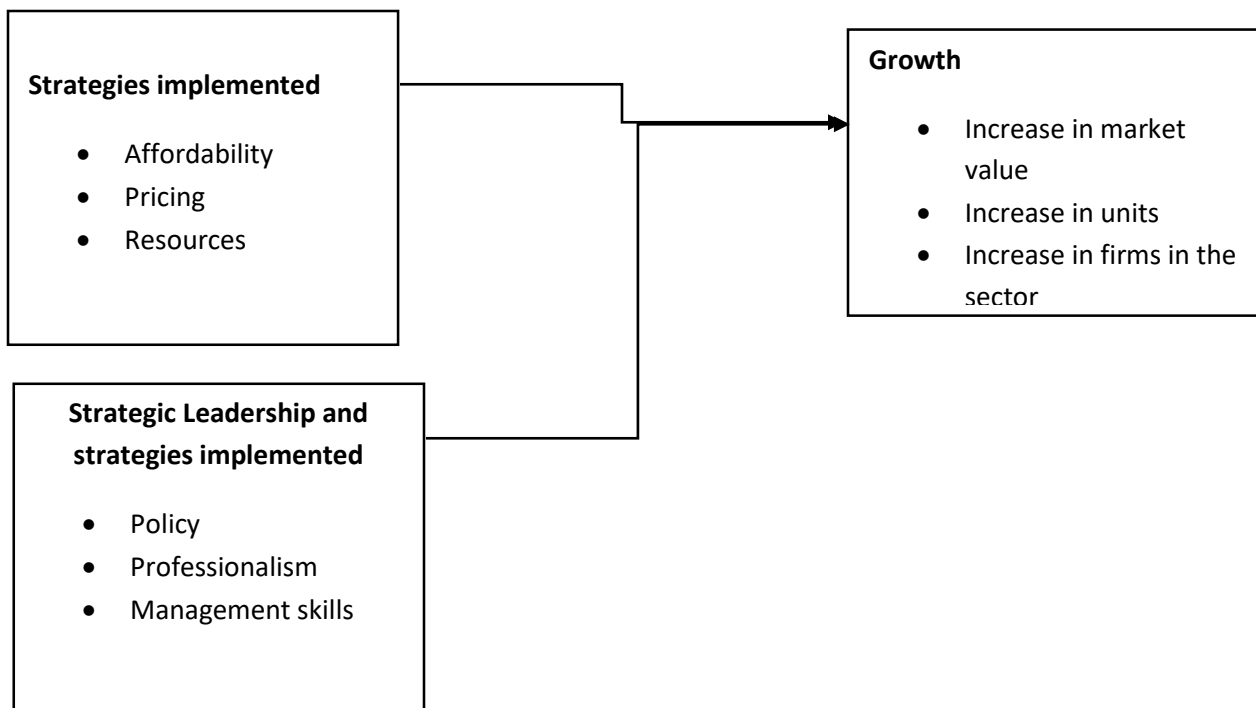 Strategies implemented
• Affordability
• Pricing
• Resources
Strategic Leadership and
strategies implemented
• Policy
• Professionalism
• Management skills
Growth
• Increase in market
value
• Increase in units
• Increase in firms in the
sector